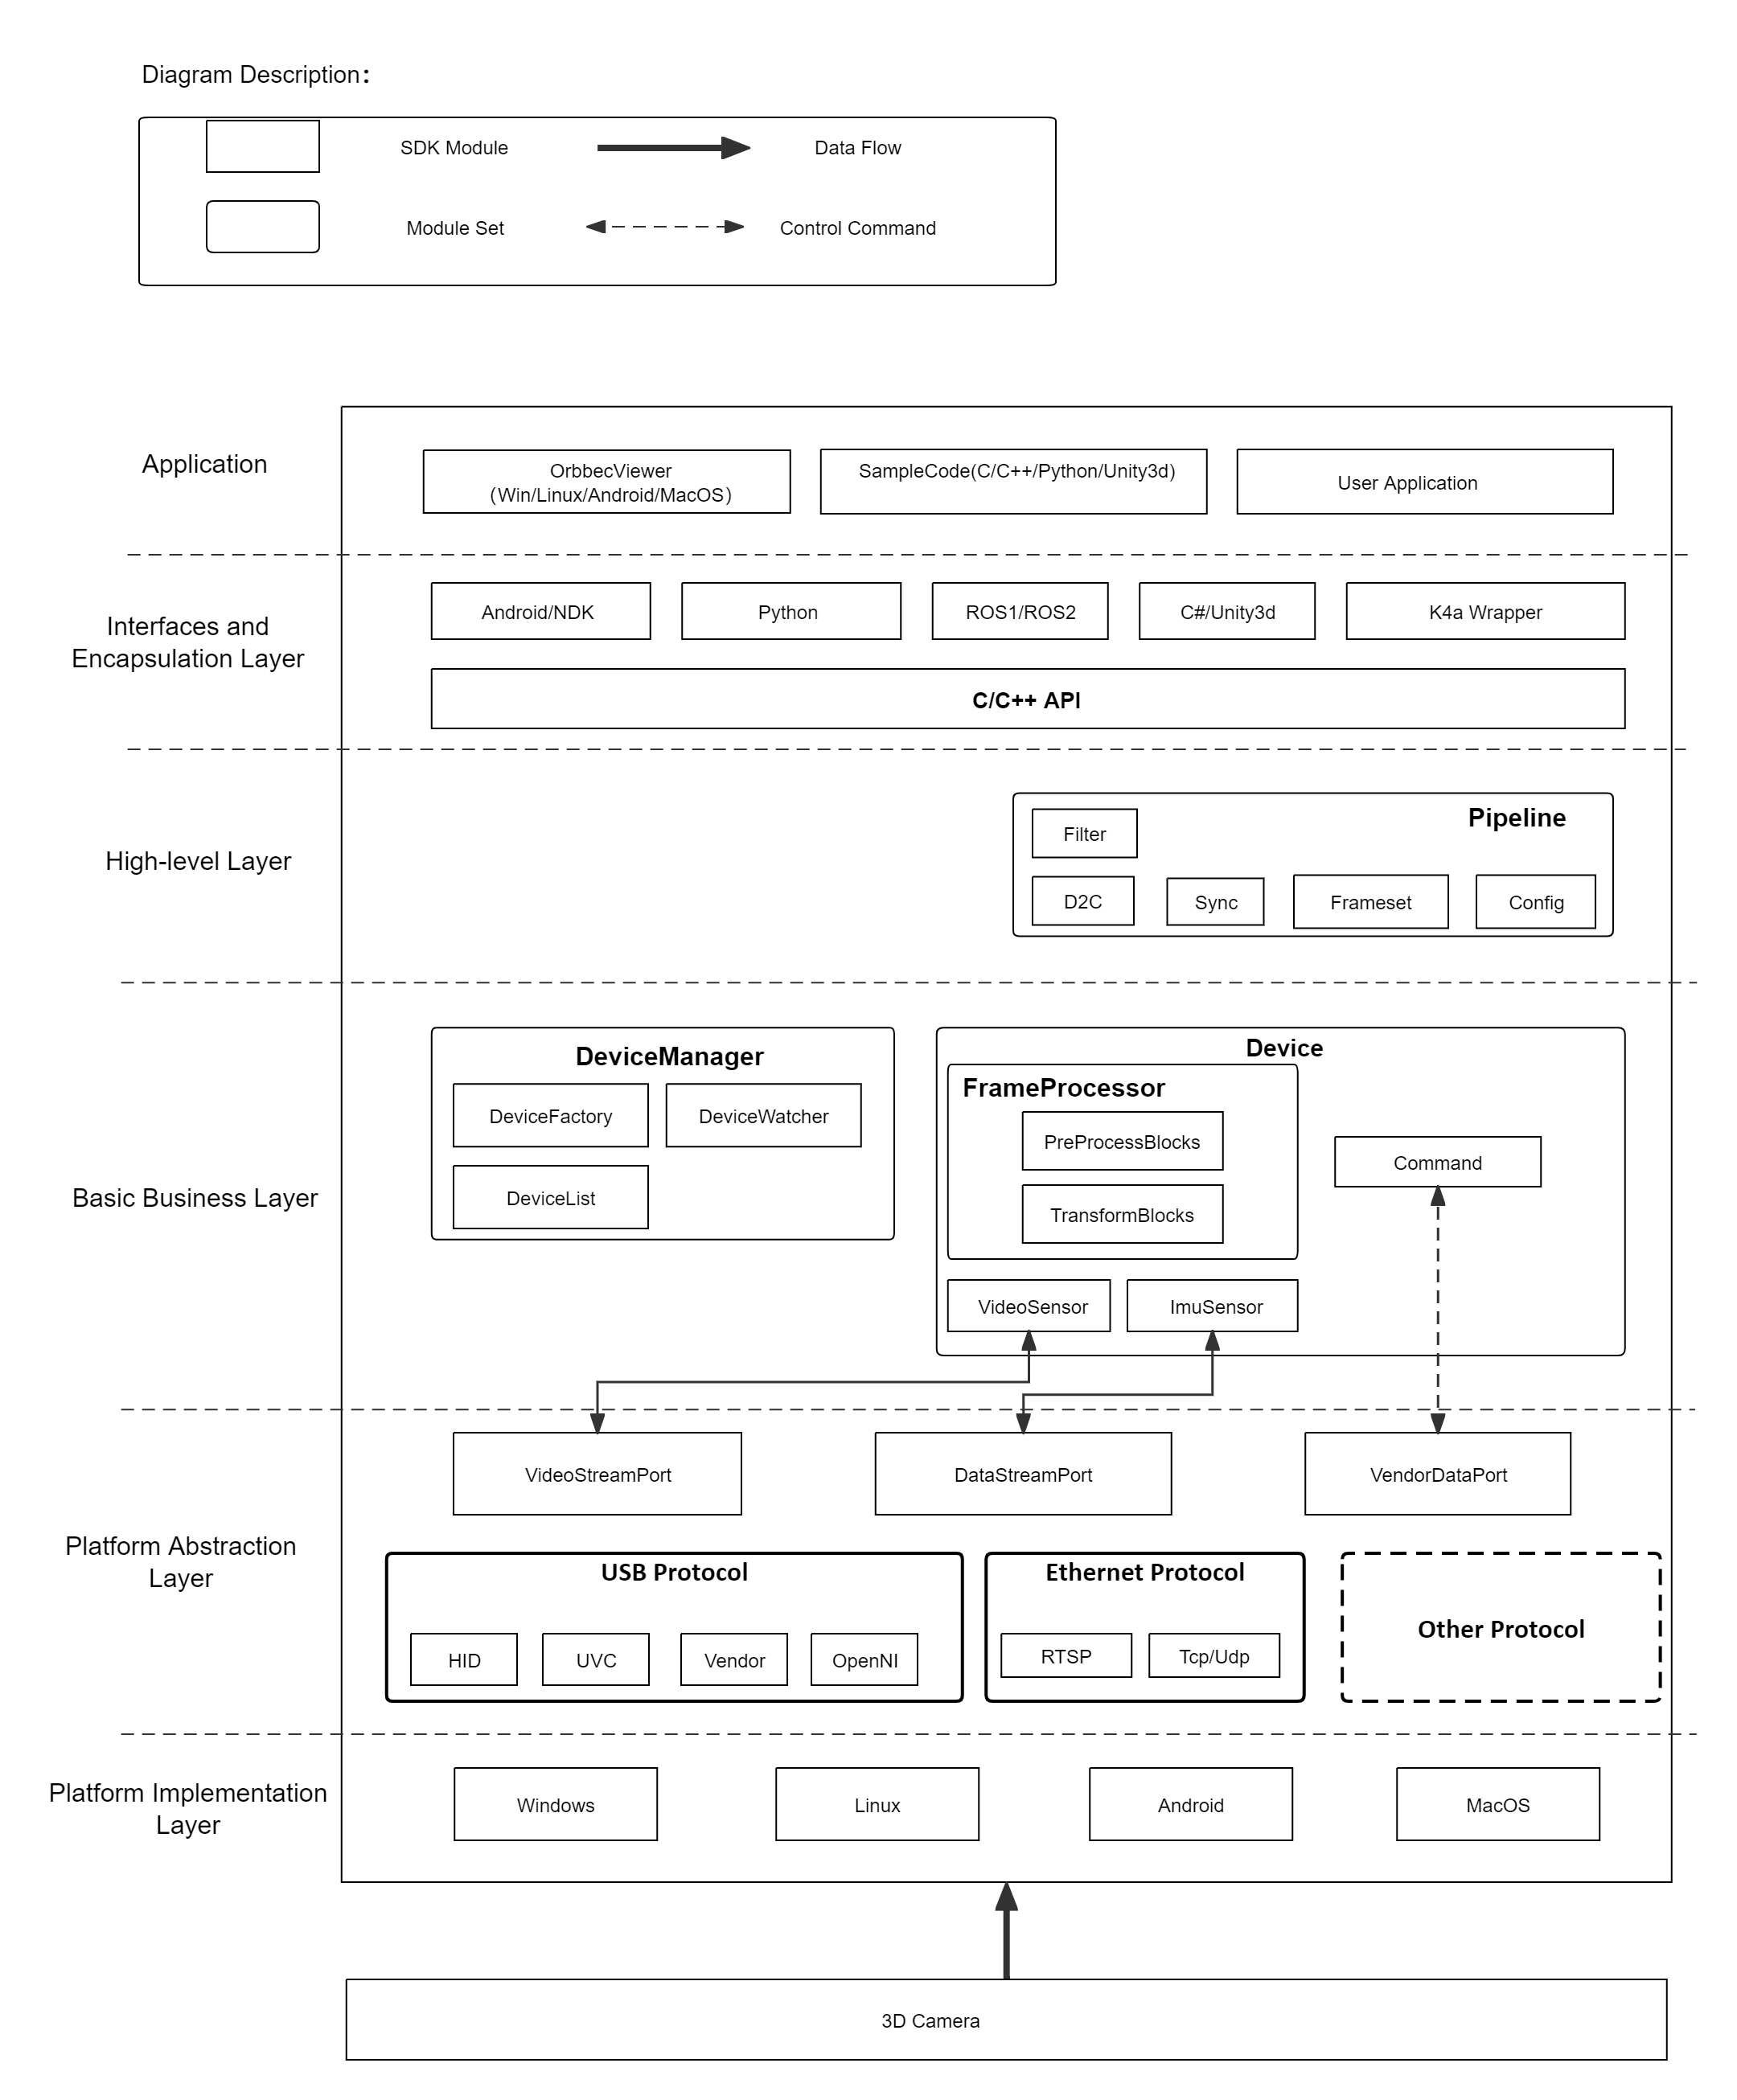 Diagram Description:
SDK Module
Data Flow
Module Set
Control Command
Application
OrbbecViewer
(Win/Linux/Android/MacOS)
SampleCode(C/C++/Python/Unity3d)
User Application
Interfaces and
Encapsulation Layer
Android/NDK
Python
ROS1/ROS2
C#/Unity3d
K4a Wrapper
C/C++ API
High-level Layer
Pipeline
Filter
D2C
Sync
Frameset
Config
Basic Business Layer
DeviceManager
DeviceFactory
DeviceWatcher
DeviceList
Device
FrameProcessor
PreProcessBlocks
TransformBlocks
Command
VideoSensor
ImuSensor
Platform Abstraction
Layer
VideoStreamPort
DataStreamPort
VendorDataPort
USB Protocol
HID
UVC
Vendor
OpenNI
Ethernet Protocol
RTSP
Tcp/Udp
Other Protocol
Platform Implementation
Layer
Windows
Linux
Android
MacOS
3D Camera